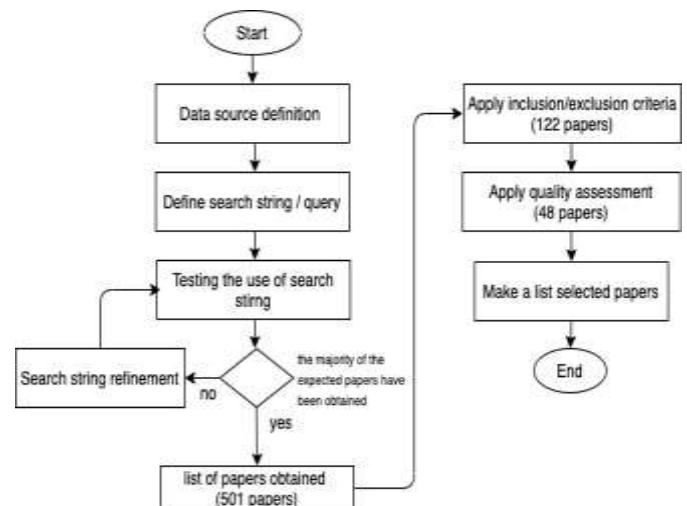 Start
Data source definition
Define search string / query
Testing the use of search
stirng
the majority of the
expected papers have
been obtained
Search string refinement
no
yes
list of papers obtained
(501 papers)
Apply inclusion/exclusion criteria
(122 papers)
Apply quality assessment
(48 papers)
Make a list selected papers
End